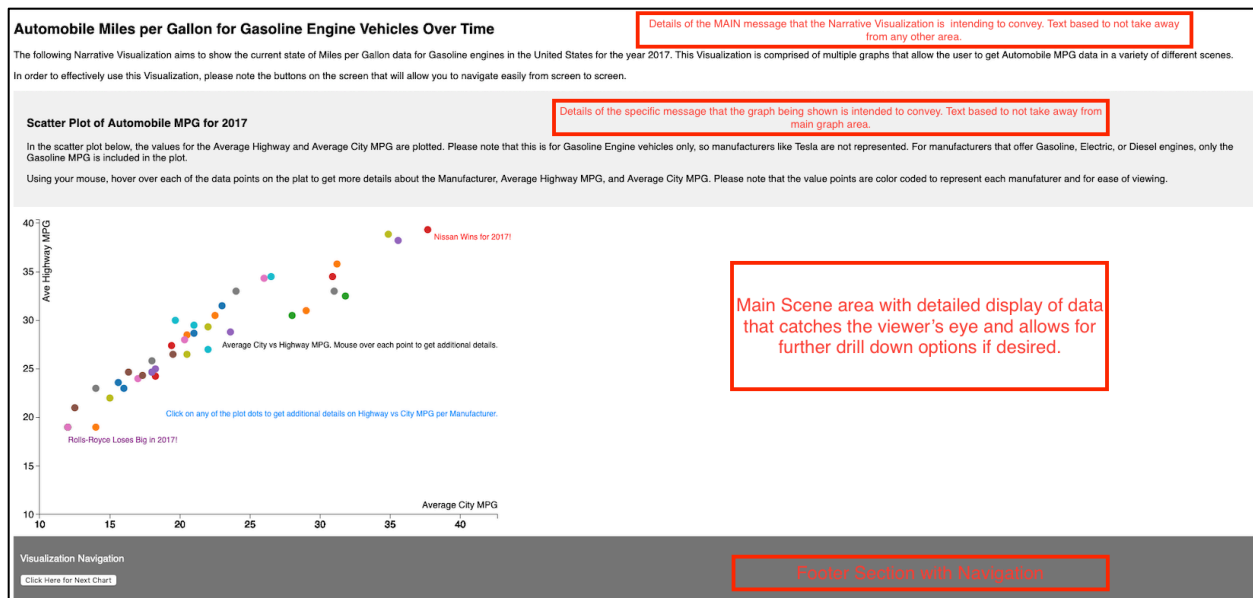 Automobile Miles per Gallon for Gasoline Engine Vehicles Over Time
Details of the MAIN message that the Narrative Visualization is intending to convey. Text based to not take away
from any other area.
The following Narrative Visualization aims to show the current state of Miles per Gallon data for Gasoline engines in the United States for the year 2017. This Visualization is comprised of multiple graphs that allow the user to get Automobile MPG data in a variety of different scenes.
In order to effectively use this Visualization, please note the buttons on the screen that will allow you to navigate easily from screen to screen.
Details of the specific message that the graph being shown is intended to convey. Text based to not take away from
main graph area.
Scatter Plot of Automobile MPG for 2017
In the scatter plot below, the values for the Average Highway and Average City MPG are plotted. Please note that this is for Gasoline Engine vehicles only, so manufacturers like Tesla are not represented. For manufacturers that offer Gasoline, Electric, or Diesel engines, only the
Gasoline MPG is included in the plot.
Using your mouse, hover over each of the data points on the plat to get more details about the Manufacturer, Average Highway MPG, and Average City MPG. Please note that the value points are color coded to represent each manufaturer and for ease of viewing.
40
Ave Highway MPG
Nissan Wins for 2017!
35
30
Average City vs Highway MPG. Mouse over each point to get additional details.
25
Click on any of the plot dots to get additional details on Highway vs City MPG per Manufacturer.
20
Rolls-Royce Loses Big in 2017!
15
Average City MPG
10
10 15 20 25 30 35 40
Main Scene area with detailed display of data
that catches the viewer's eye and allows for
further drill down options if desired.
Visualization Navigation
Click Here for Next Chart
Footer Section with Navigation